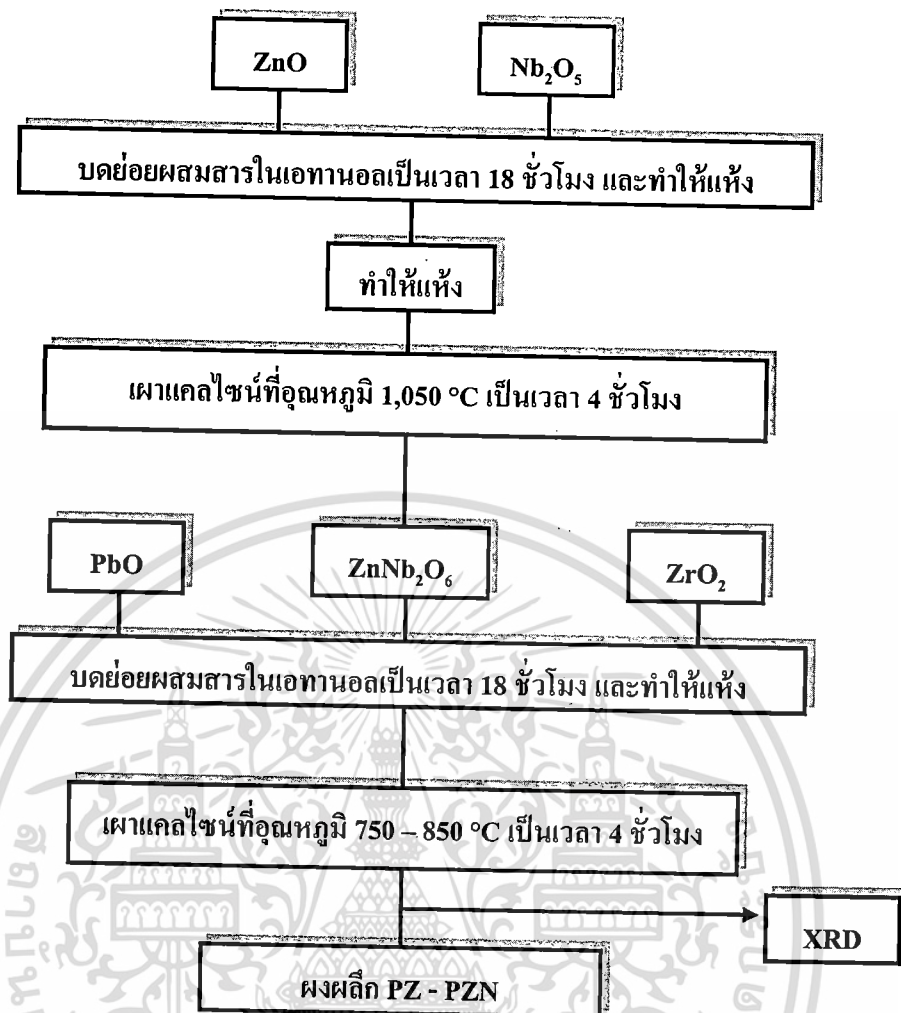 ZnO
Nb₂O₅
บดย่อยผสมสารในเอทานอลเป็นเวลา 18 ชั่วโมง และทำให้แห้ง
ทำให้แห้ง
เผาแคลไซน์ที่อุณหภูมิ 1,050 °C เป็นเวลา 4 ชั่วโมง
PbO
ZnNb₂O₆
ZrO₂
บดย่อยผสมสารในเอทานอลเป็นเวลา 18 ชั่วโมง และทำให้แห้ง
เผาแคลไซน์ที่อุณหภูมิ 750 – 850 °C เป็นเวลา 4 ชั่วโมง
XRD
ผงผลึก PZ - PZN